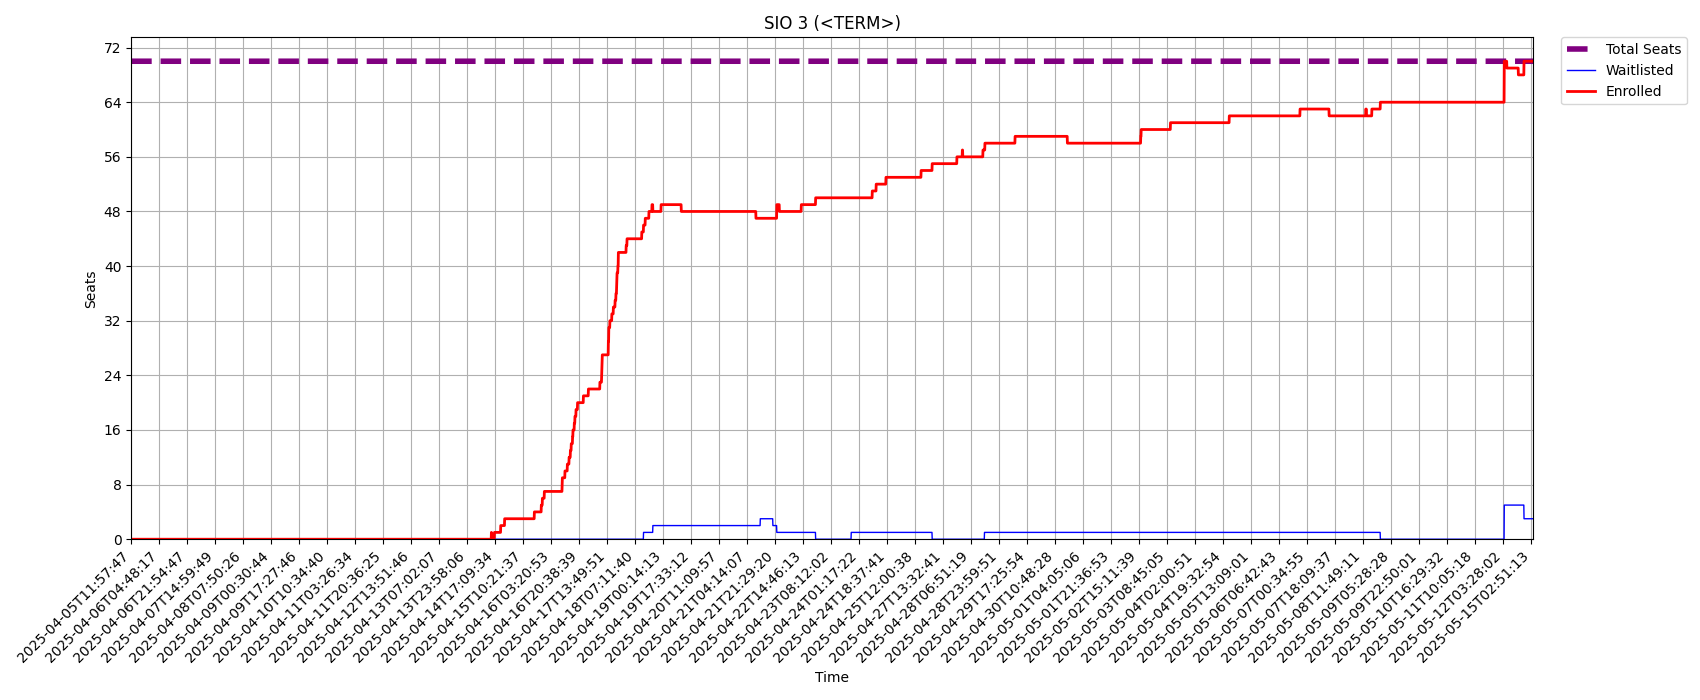 SIO 3 (<TERM>)
Total Seats
Waitlisted
Enrolled
72
64
56
48
40
32
24
16
8
0
Seats
2025-04-05T11:57:47
2025-04-06T04:48:17
2025-04-06T21:54:47
2025-04-07T14:59:49
2025-04-08T07:50:26
2025-04-09T00:30:44
2025-04-09T17:27:46
2025-04-10T10:34:40
2025-04-11T03:26:34
2025-04-11T20:36:25
2025-04-12T13:51:46
2025-04-13T07:02:07
2025-04-13T23:58:06
2025-04-14T17:09:34
2025-04-15T10:21:37
2025-04-16T03:20:53
2025-04-16T20:38:39
2025-04-17T13:49:51
2025-04-18T07:11:40
2025-04-19T00:14:13
2025-04-19T17:33:12
2025-04-20T11:09:57
2025-04-21T04:14:07
2025-04-21T21:29:20
2025-04-22T14:46:13
2025-04-23T08:12:02
2025-04-24T01:17:22
2025-04-24T18:37:41
2025-04-25T12:00:38
2025-04-27T13:32:41
2025-04-28T06:51:19
2025-04-28T23:59:51
2025-04-29T17:25:54
2025-04-30T10:48:28
2025-05-01T04:05:06
2025-05-01T21:36:53
2025-05-02T15:11:39
2025-05-03T08:45:05
2025-05-04T02:00:51
2025-05-04T19:32:54
2025-05-05T13:09:01
2025-05-06T06:42:43
2025-05-07T00:34:55
2025-05-07T18:09:37
2025-05-08T11:49:11
2025-05-09T05:28:28
2025-05-09T22:50:01
2025-05-10T16:29:32
2025-05-11T10:05:18
2025-05-12T03:28:02
2025-05-15T02:51:13
Time